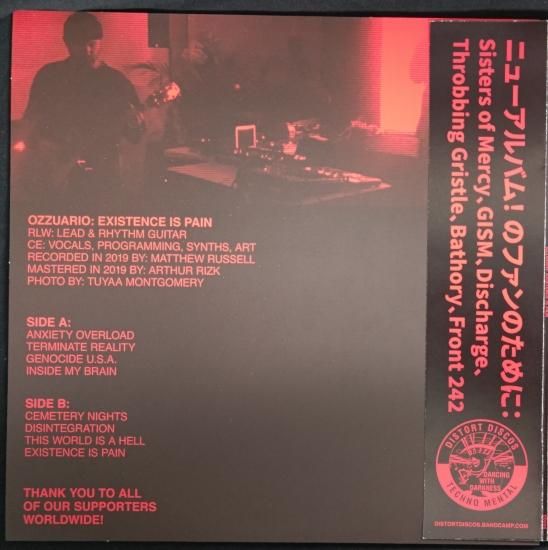 OZZUARIO: EXISTENCE IS PAIN
RLW: LEAD & RHYTHM GUITAR
CE: VOCALS, PROGRAMMING, SYNTHS, ART
RECORDED IN 2019 BY: MATTHEW RUSSELL
MASTERED IN 2019 BY: ARTHUR RIZK
PHOTO BY: TUYAA MONTGOMERY
SIDE A:
ANXIETY OVERLOAD
TERMINATE REALITY
GENOCIDE U.S.A.
INSIDE MY BRAIN
SIDE B:
CEMETERY NIGHTS
DISINTEGRATION
THIS WORLD IS A HELL
EXISTENCE IS PAIN
THANK YOU TO ALL
OF OUR SUPPORTERS
WORLDWIDE!
ニューアルバム! のファンのために:
Sisters of Mercy、GISM、Discharge、
Throbbing Gristle、Bathory、Front 242
DISTORT DISCOS
DANCING
WITH
DARKNESS
TECHNO MENTAL
DISTORTDISCOS.BANDCAMP.COM